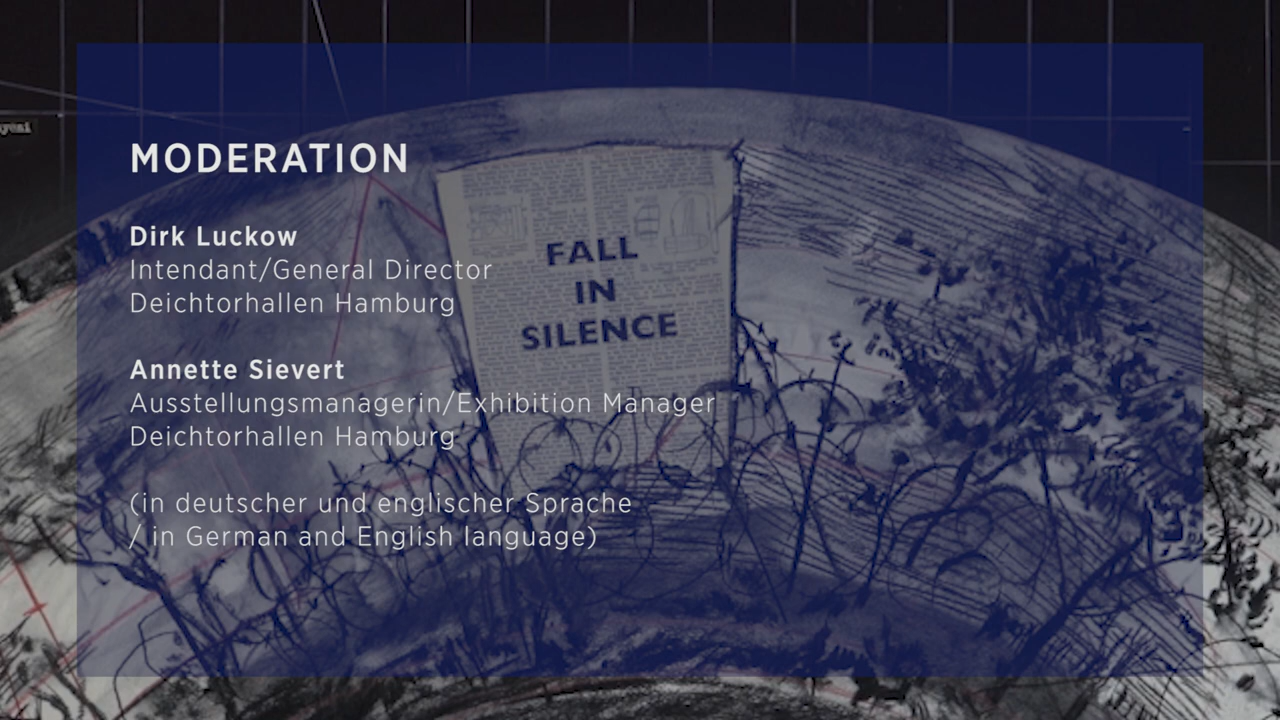 MODERATION
Dirk Luckow
Intendant/General Director
Deichtorhallen Hamburg
Annette Sievert
Ausstellungsmanagerin/Exhibition Manager
Deichtorhallen Hamburg
(in deutscher und englischer Sprache
/ in German and English language)
FALL
IN
SILENCE